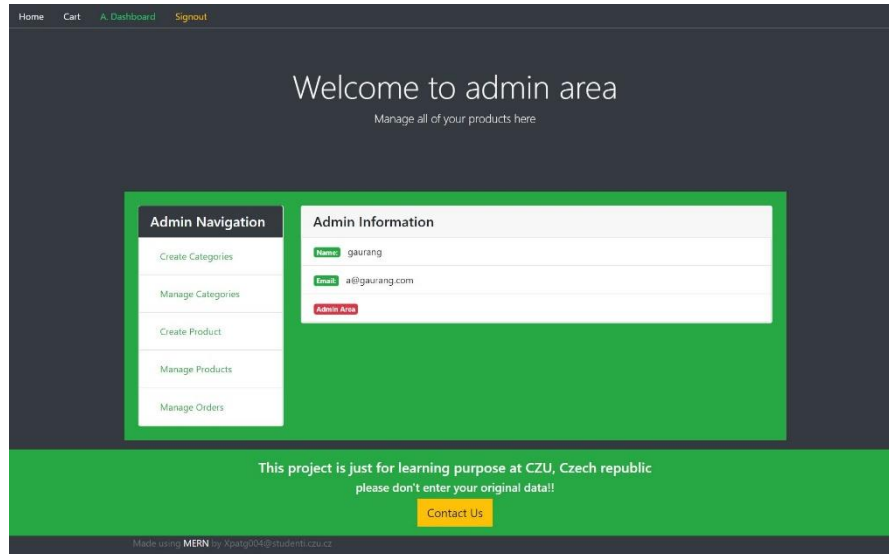 Home Cart A. Dashboard Signout
Welcome to admin area
Manage all of your products here
Admin Navigation
Create Categories
Manage Categories
Create Product
Manage Products
Manage Orders
Admin Information
Name: gaurang
Email: a@gaurang.com
Admin Area
This project is just for learning purpose at CZU, Czech republic
please don't enter your original data!!
Contact Us
Made using MERN by Xpatg004@studenti.czu.cz